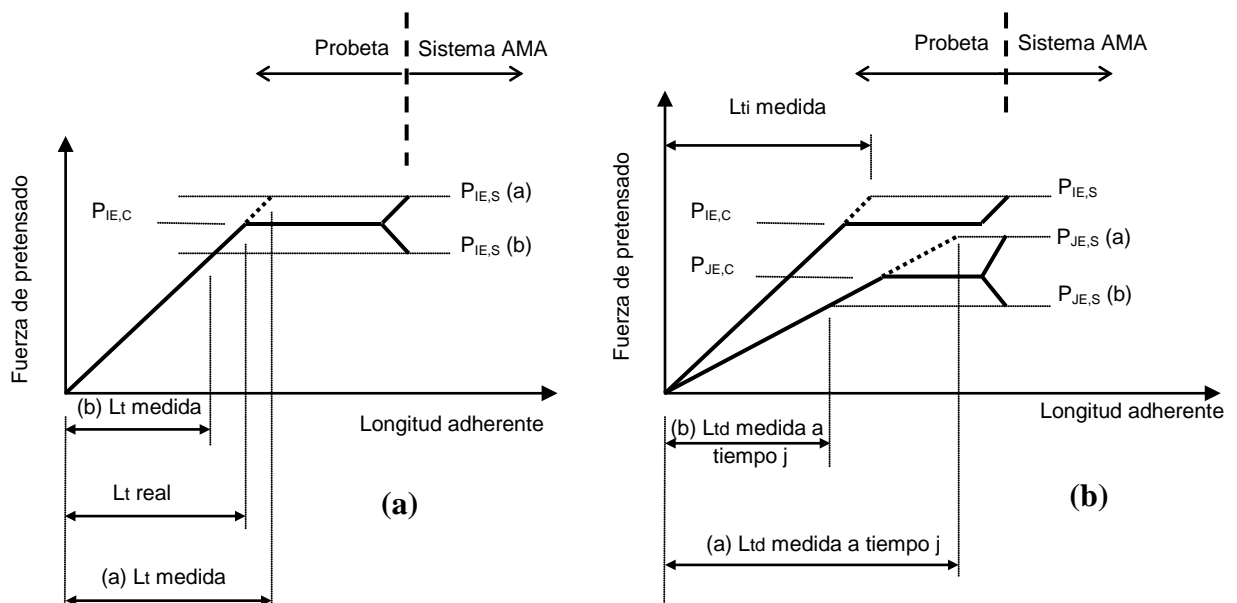 Probeta
Sistema AMA
P_IE,S (a)
P_IE,C
P_IE,S (b)
Fuerza de pretensado
(b) Lt medida
Longitud adherente
Lt real
(a)
(a) Lt medida
Probeta
Sistema AMA
Lti medida
P_IE,S
P_IE,C
P_JE,S (a)
P_JE,C
P_JE,S (b)
Fuerza de pretensado
Longitud adherente
(b) Ltd medida a
tiempo j
(b)
(a) Ltd medida a tiempo j